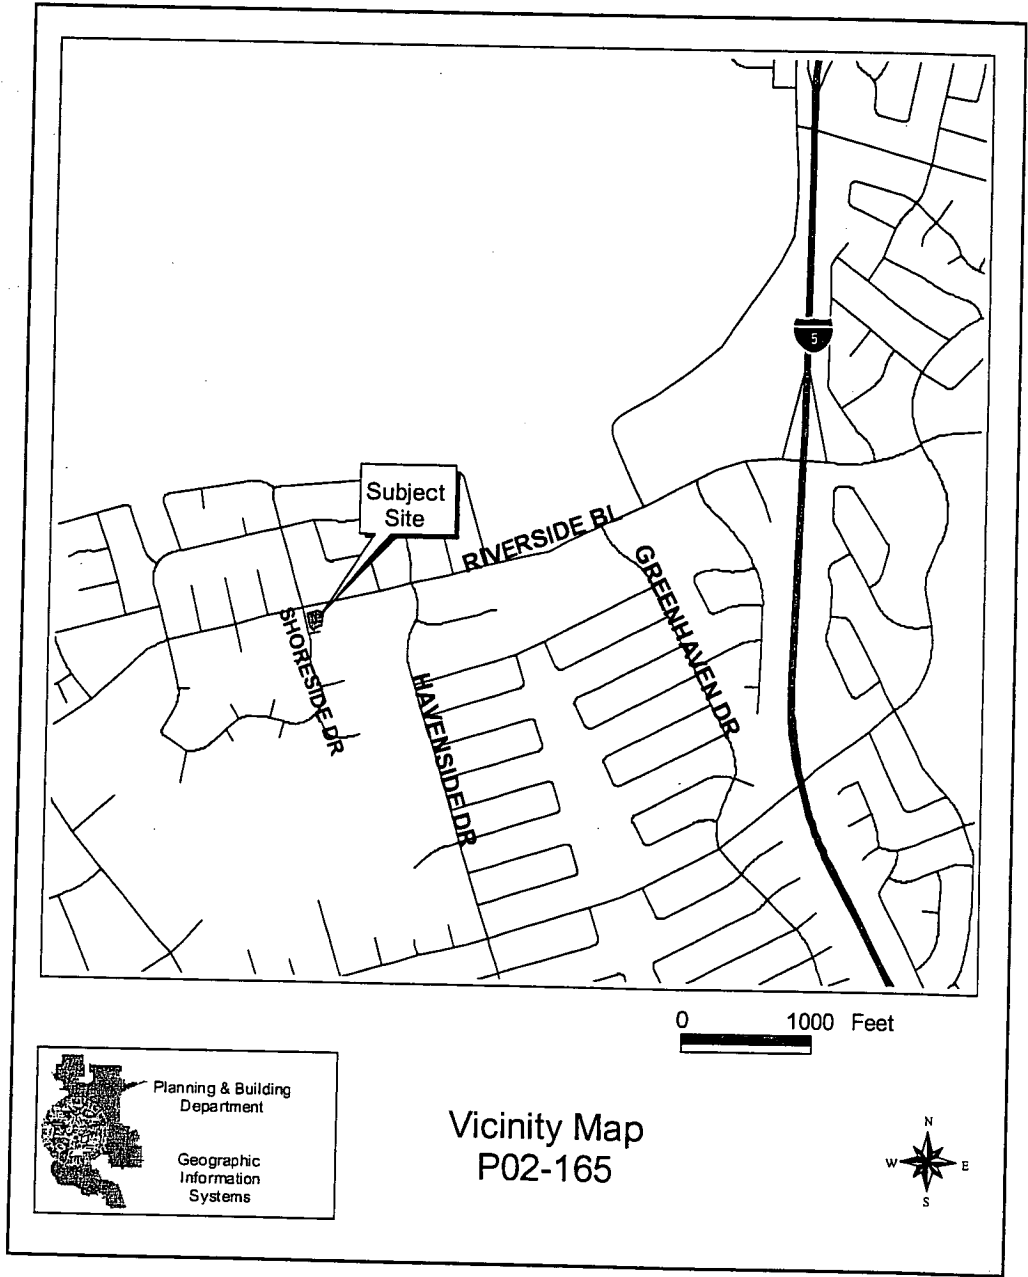 5
Subject
Site
RIVERSIDE BL
GREENHAVEN DR
SHORESIDE DR
HAVENSIDE DR
0 1000 Feet
Planning & Building
Department
Geographic
Information
Systems
Vicinity Map
P02-165
N
W E
S